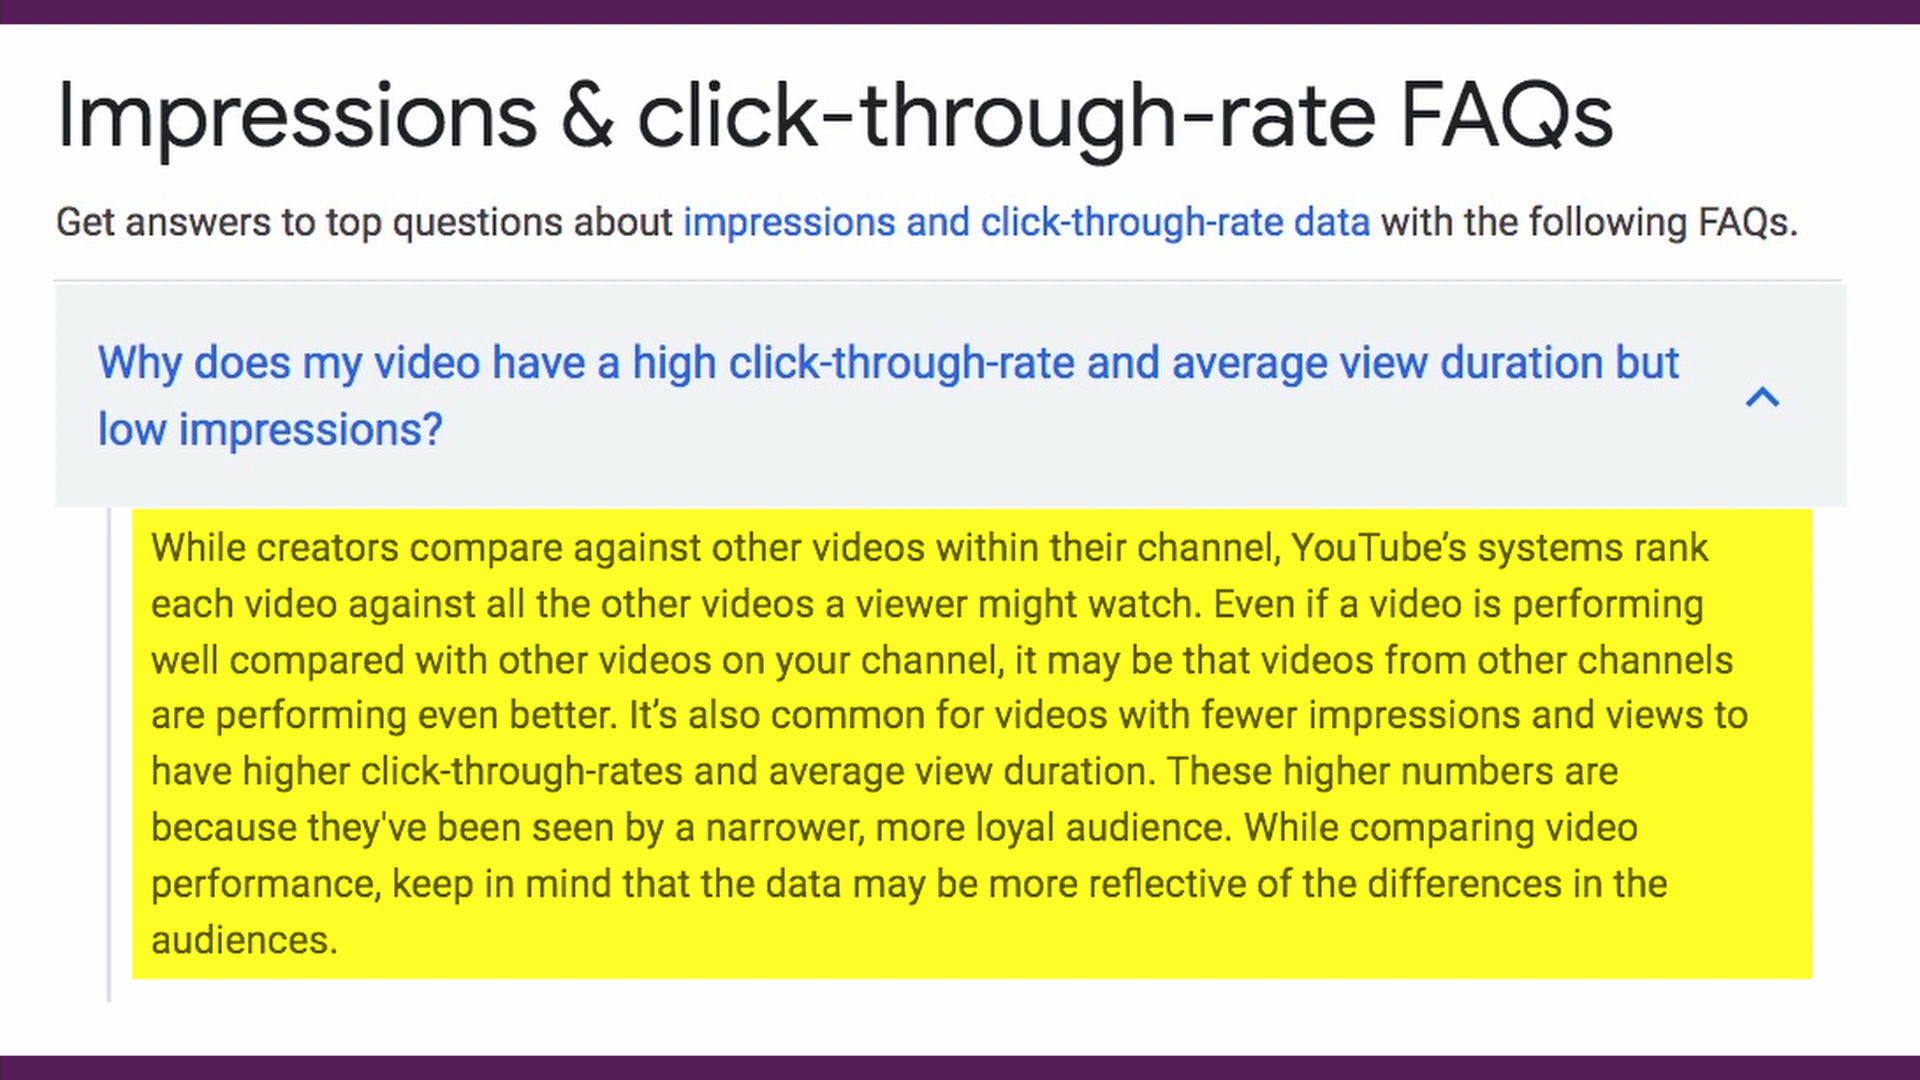 Impressions & click-through-rate FAQs
Get answers to top questions about impressions and click-through-rate data with the following FAQs.
Why does my video have a high click-through-rate and average view duration but
low impressions?
While creators compare against other videos within their channel, YouTube’s systems rank
each video against all the other videos a viewer might watch. Even if a video is performing
well compared with other videos on your channel, it may be that videos from other channels
are performing even better. It’s also common for videos with fewer impressions and views to
have higher click-through-rates and average view duration. These higher numbers are
because they've been seen by a narrower, more loyal audience. While comparing video
performance, keep in mind that the data may be more reflective of the differences in the
audiences.